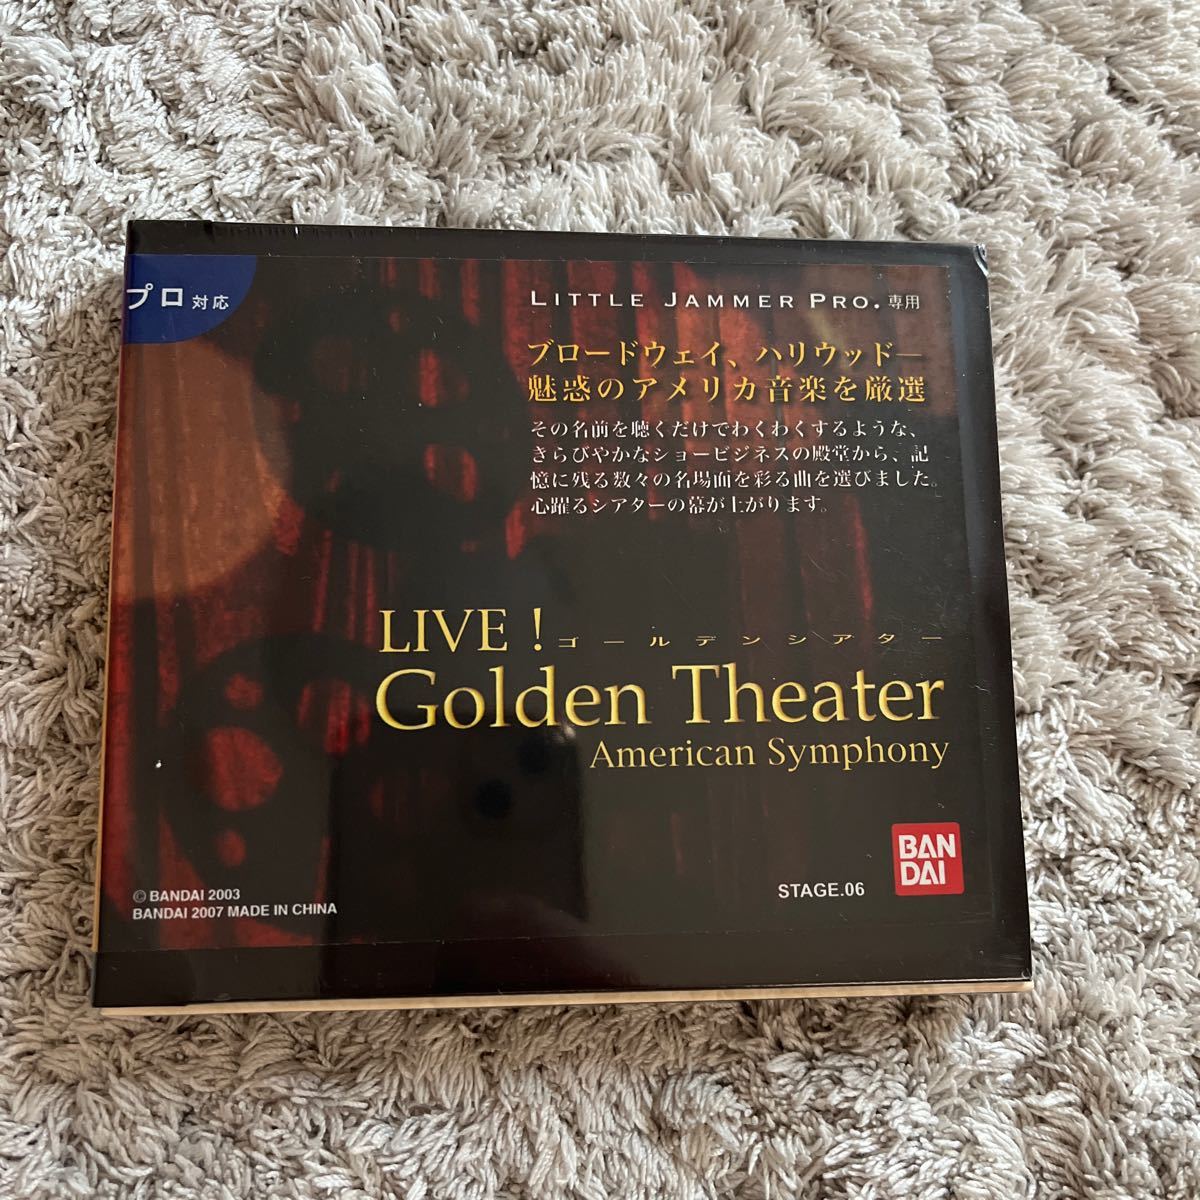 プロ対応
LITTLE JAMMER PRO. 専用
ブロードウェイ、ハリウッド—
魅惑のアメリカ音楽を厳選
その名前を聴くだけでわくわくするような、
きらびやかなショービジネスの殿堂から、記
憶に残る数々の名場面を彩る曲を選びました。
心躍るシアターの幕が上がります。
LIVE! ゴールデンシアター
Golden Theater
American Symphony
BAN
DAI
STAGE.06
© BANDAI 2003
BANDAI 2007 MADE IN CHINA